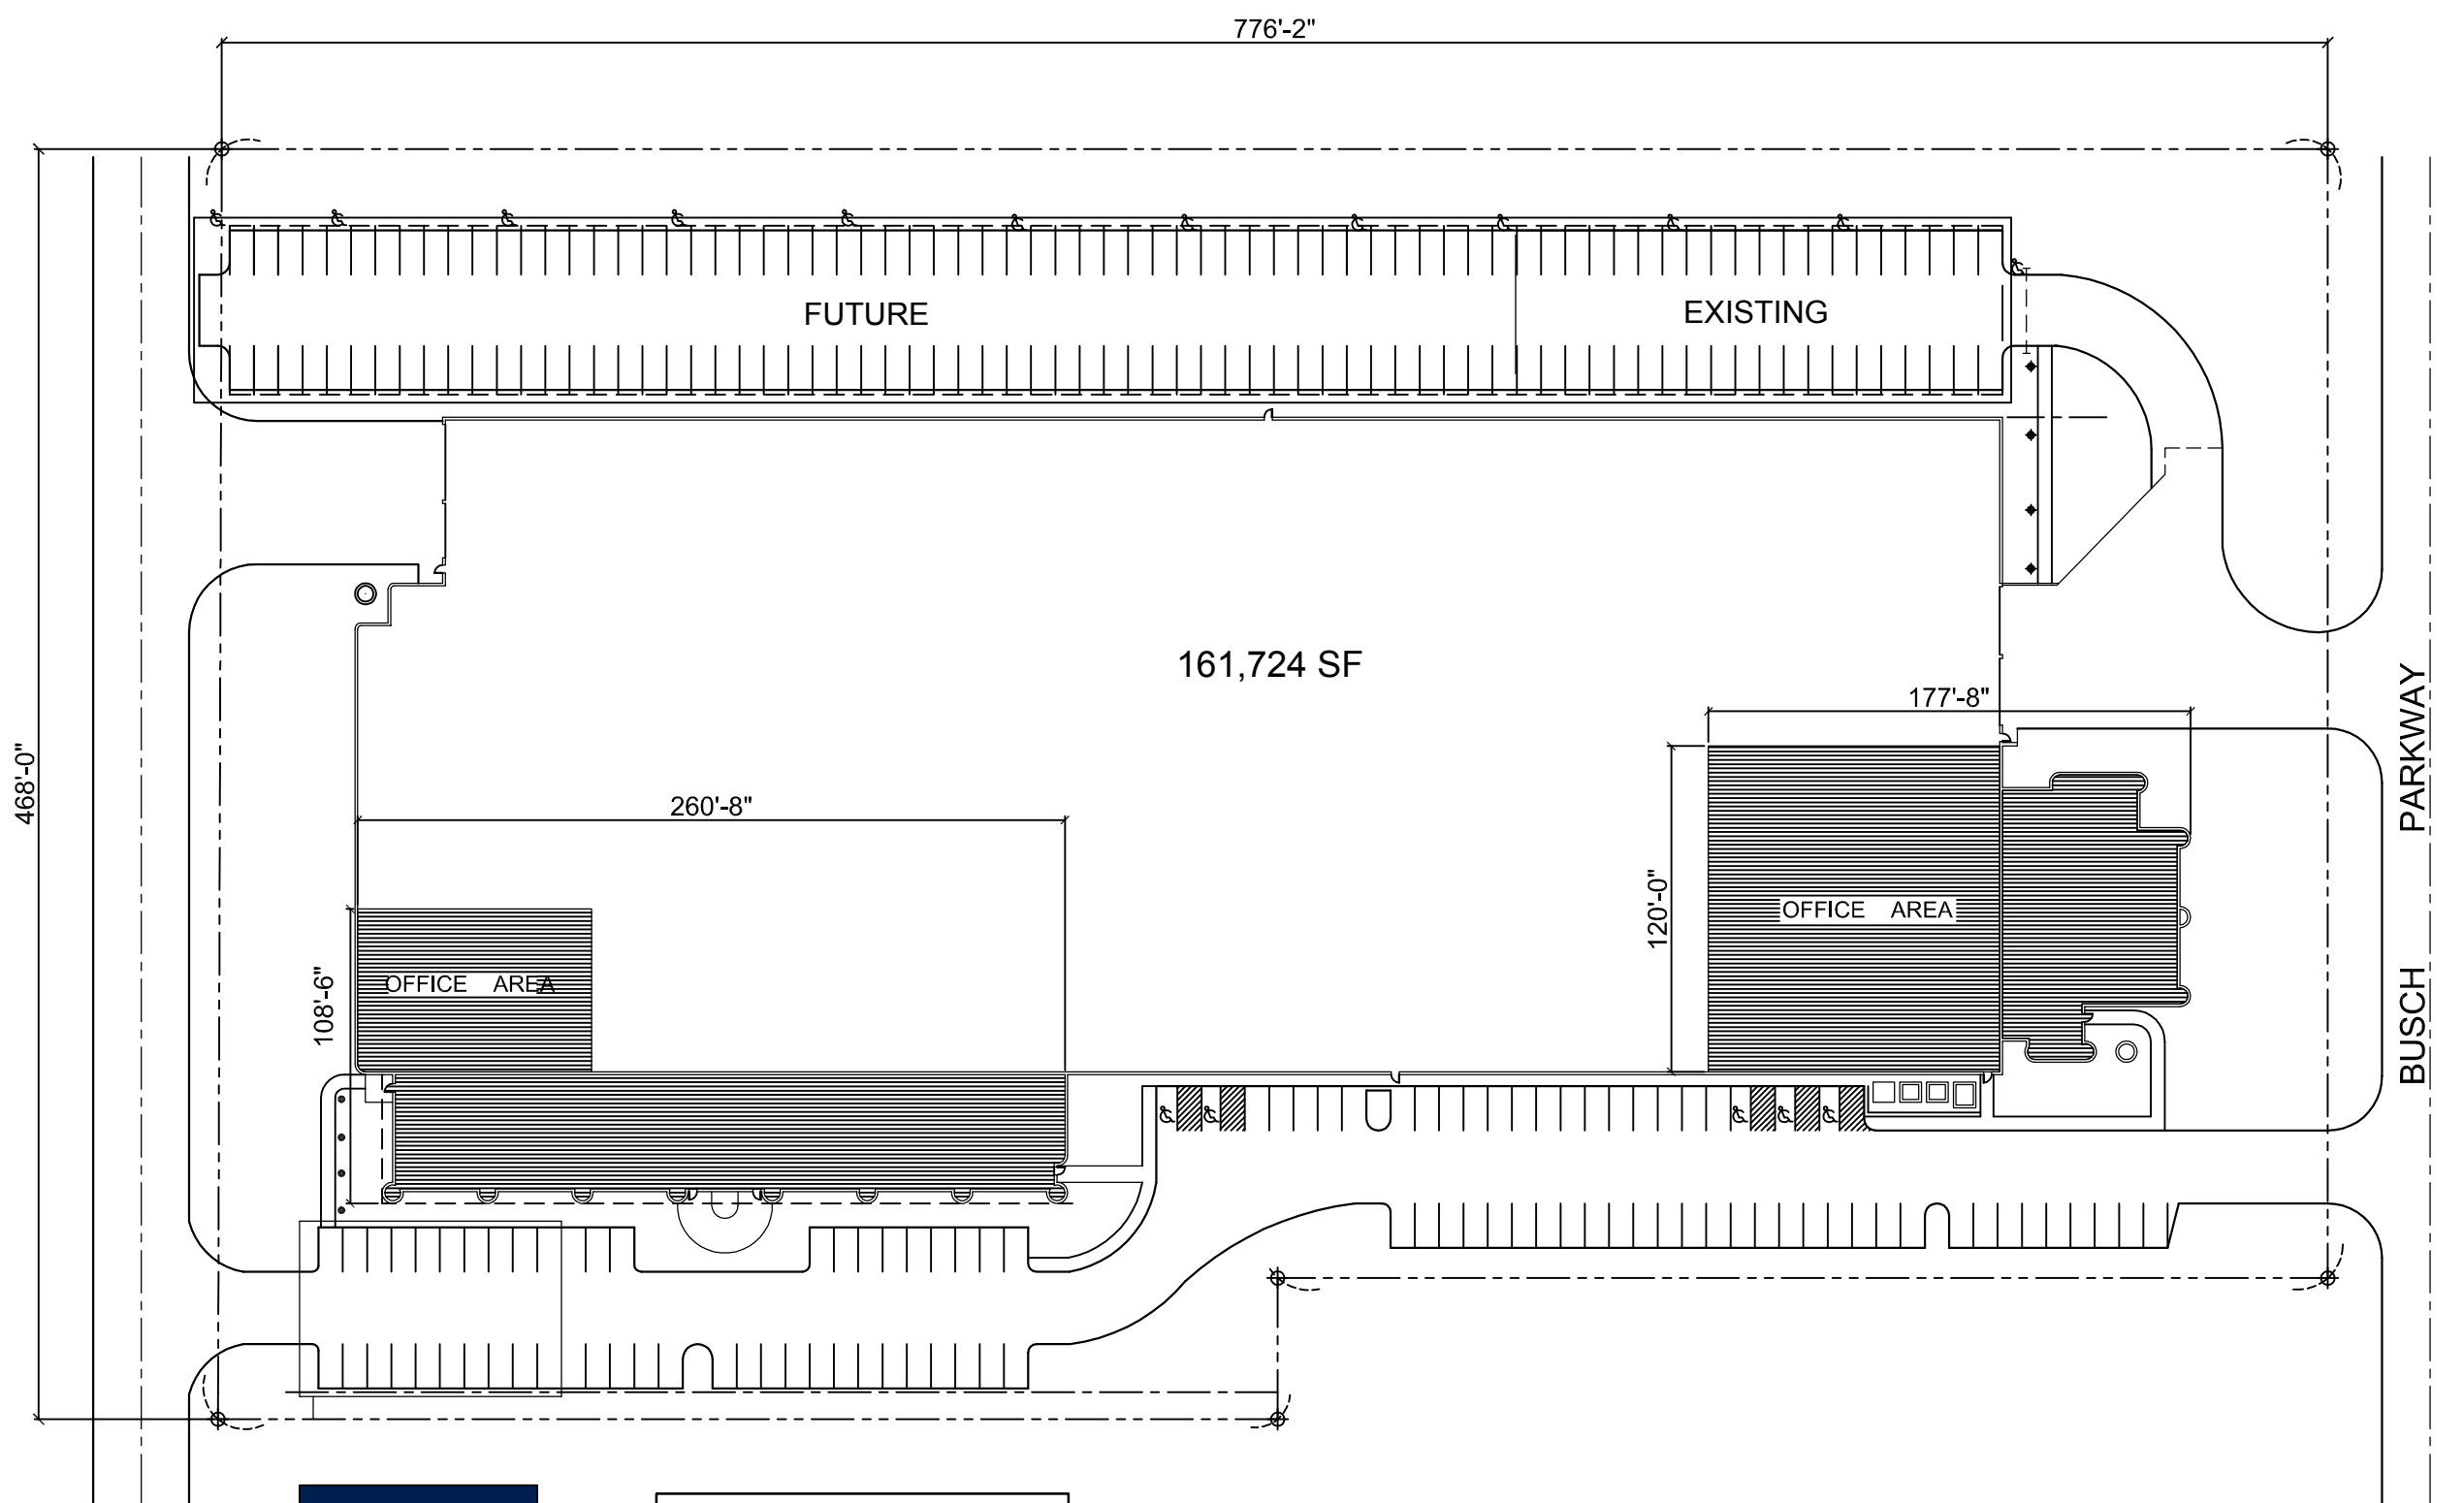 776'-2"
FUTURE
EXISTING
161,724 SF
177'-8"
468'-0"
PARKWAY
260'-8"
120'-0"
OFFICE AREA
108'-6"
OFFICE AREA
BUSCH